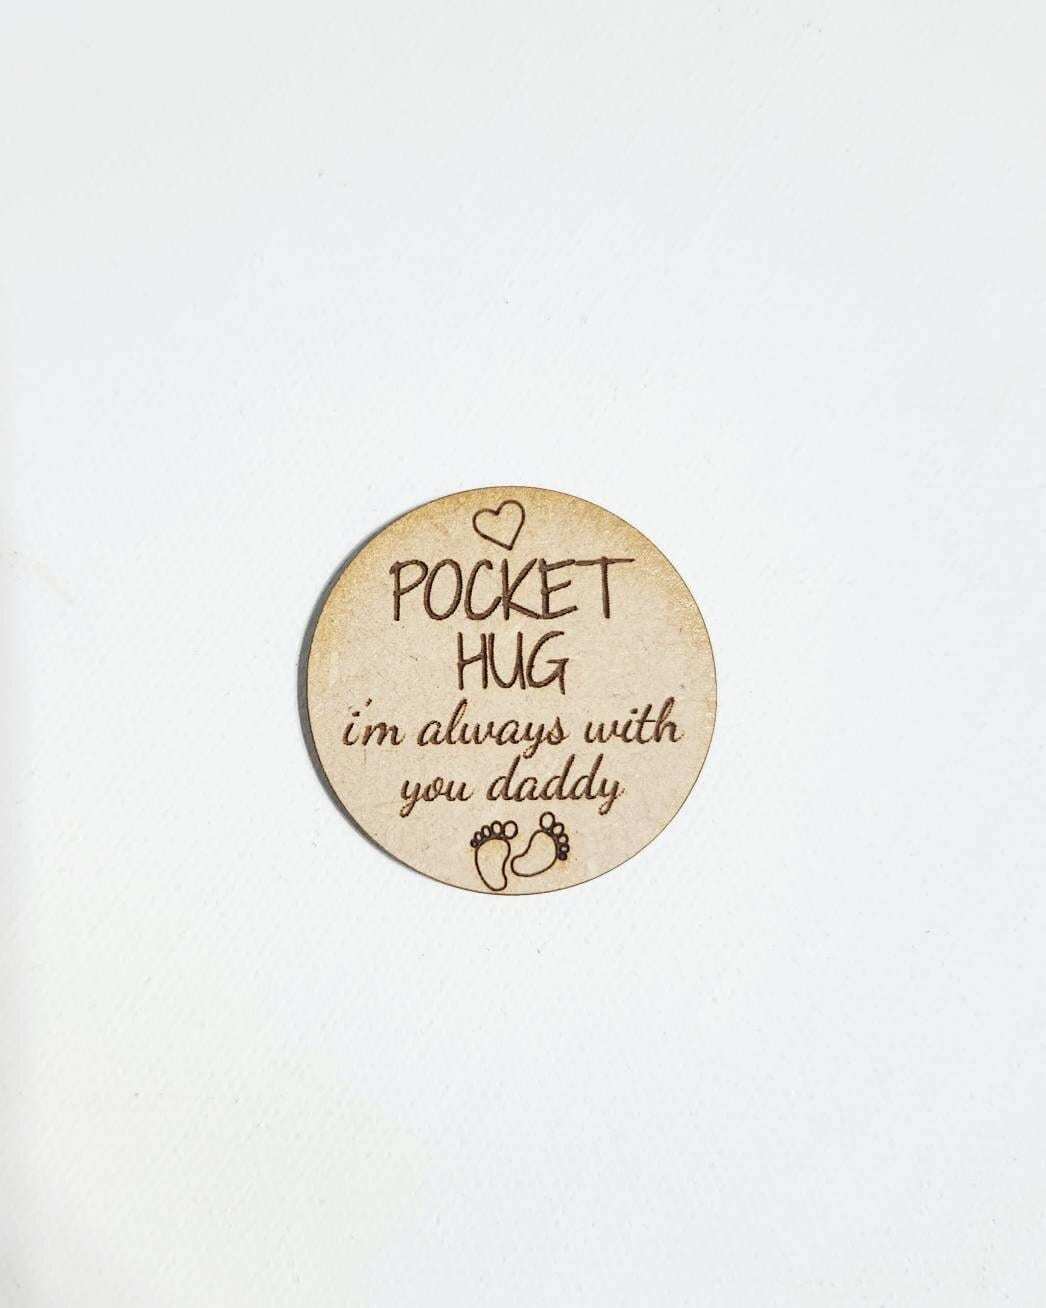 POCKET
HUG
i'm always with
you daddy